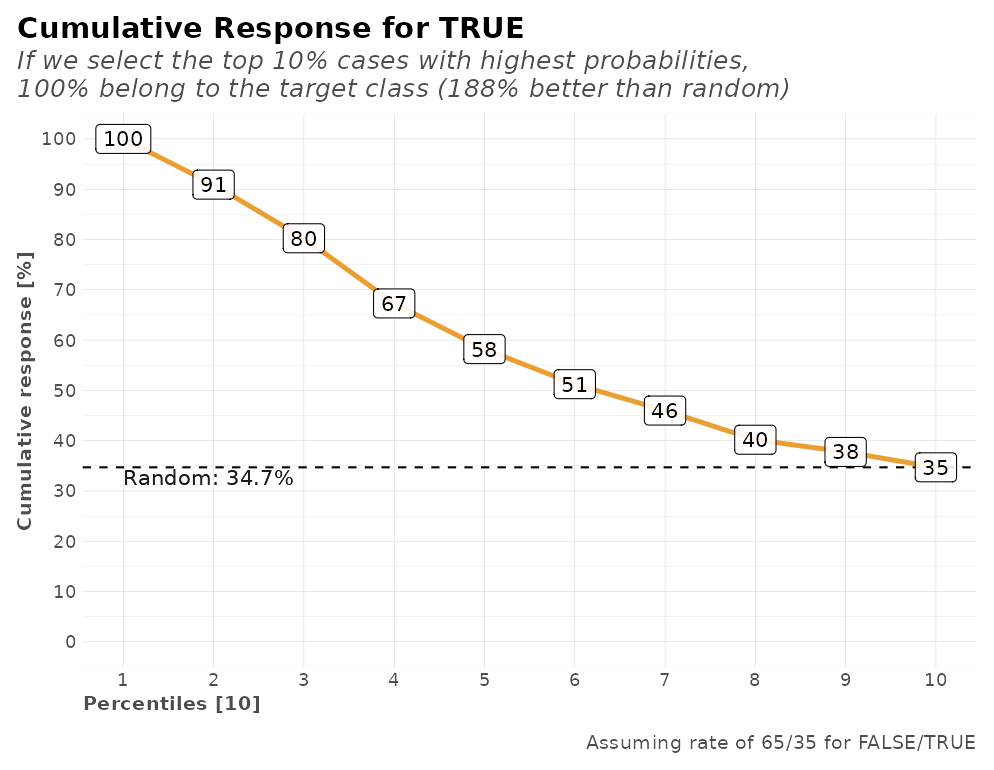 Cumulative Response for TRUE
If we select the top 10% cases with highest probabilities,
100% belong to the target class (188% better than random)
Cumulative response [%]
100
90
80
70
60
50
40
30
20
10
0
100
91
80
67
58
51
46
40
38
35
Random: 34.7%
1 2 3 4 5 6 7 8 9 10
Percentiles [10]
Assuming rate of 65/35 for FALSE/TRUE